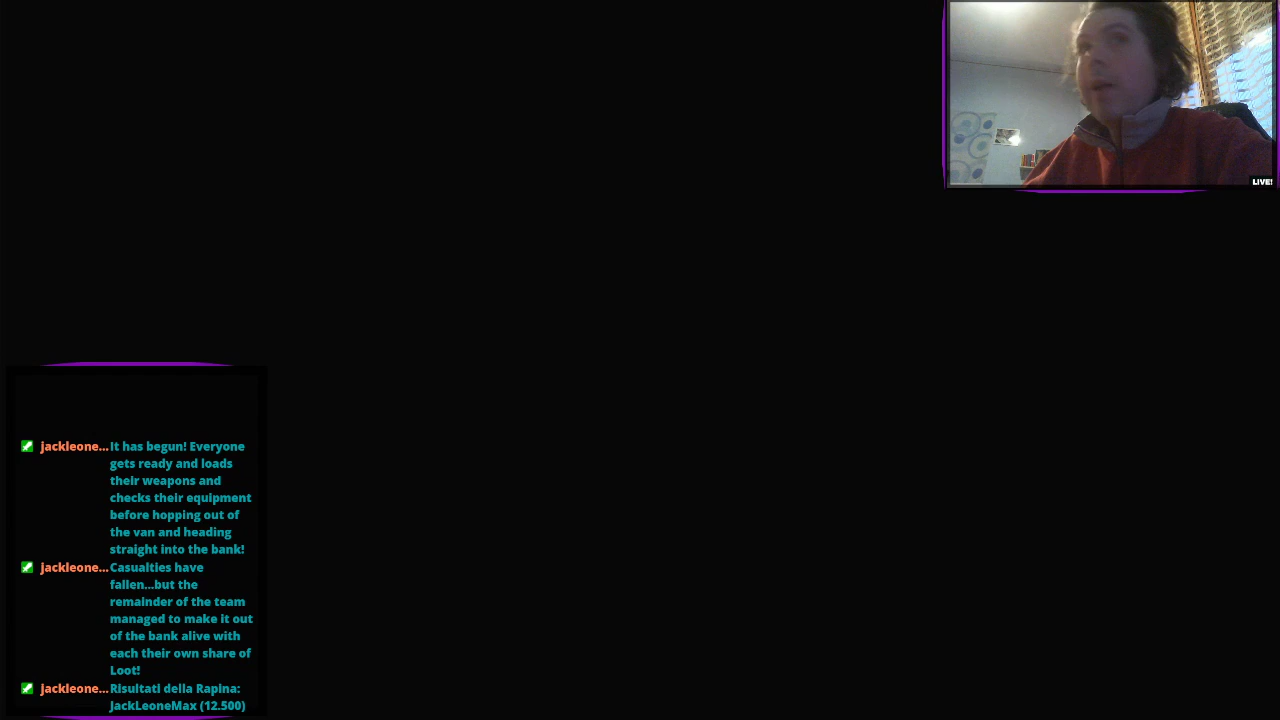 LIVE!
jackleone... It has begun! Everyone
gets ready and loads
their weapons and
checks their equipment
before hopping out of
the van and heading
straight into the bank!
jackleone... Casualties have
fallen...but the
remainder of the team
managed to make it out
of the bank alive with
each their own share of
Loot!
jackleone... Risultati della Rapina:
JackLeoneMax (12.500)